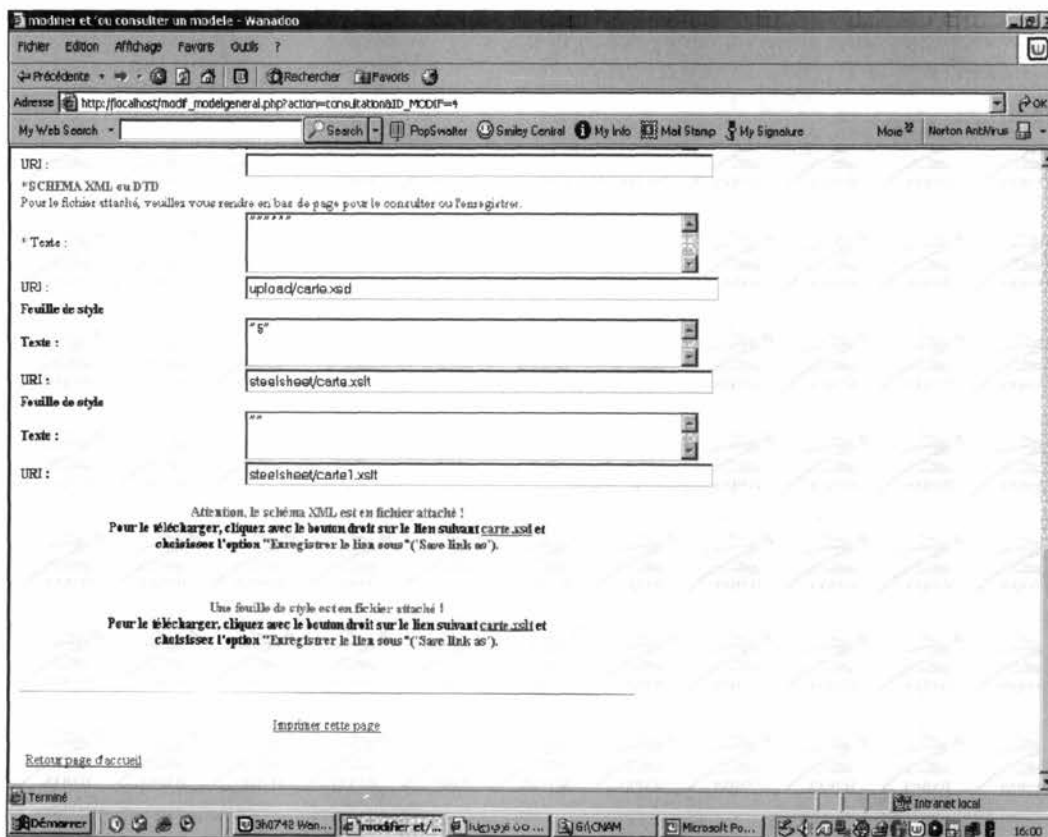 modifier et/ou consulter un modele - Wanadoo
Fichier Edition Affichage Favoris Outils ?
Précédente Rechercher Favoris
Adresse http://localhost/modif_modelgeneral.php?action=consultation&ID_MODIF=4 OK
My Web Search Search PopSwatter Smiley Central My Info Mail Stamp My Signature More Norton AntiVirus
URI :
*SCHEMA XML ou DTD
Pour le fichier attaché, veuillez vous rendre en bas de page pour le consulter ou l'enregistrer.
* Texte : """"""
URI : upload/carte.xsd
Feuille de style
Texte : "§"
URI : steelsheet/carte.xslt
Feuille de style
Texte : ""
URI : steelsheet/carte1.xslt
Attention, le schéma XML est en fichier attaché !
Pour le télécharger, cliquez avec le bouton droit sur le lien suivant carte.xsd et
choisissez l'option "Enregistrer le lien sous"('Save link as').
Une feuille de style est en fichier attaché !
Pour le télécharger, cliquez avec le bouton droit sur le lien suivant carte.xslt et
choisissez l'option "Enregistrer le lien sous"('Save link as').
Imprimer cette page
Retour page d'accueil
Terminé Intranet local
Démarrer 3h0742 Wan... modifier et/... G:\CNAM Microsoft Po... 16:00